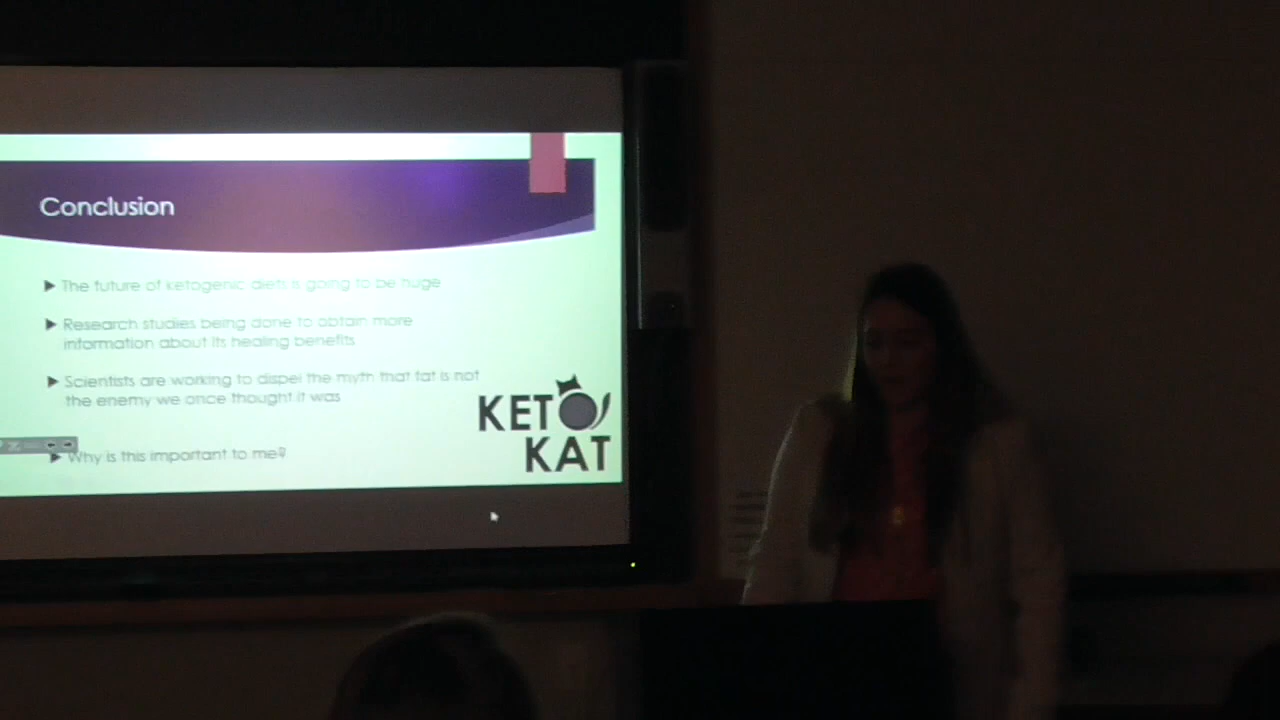 Conclusion
The future of ketogenic diets is going to be huge
Research studies being done to obtain more
information about its healing benefits
Scientists are working to dispel the myth that fat is not
the enemy we once thought it was
Why is this important to me?
KETO
KAT